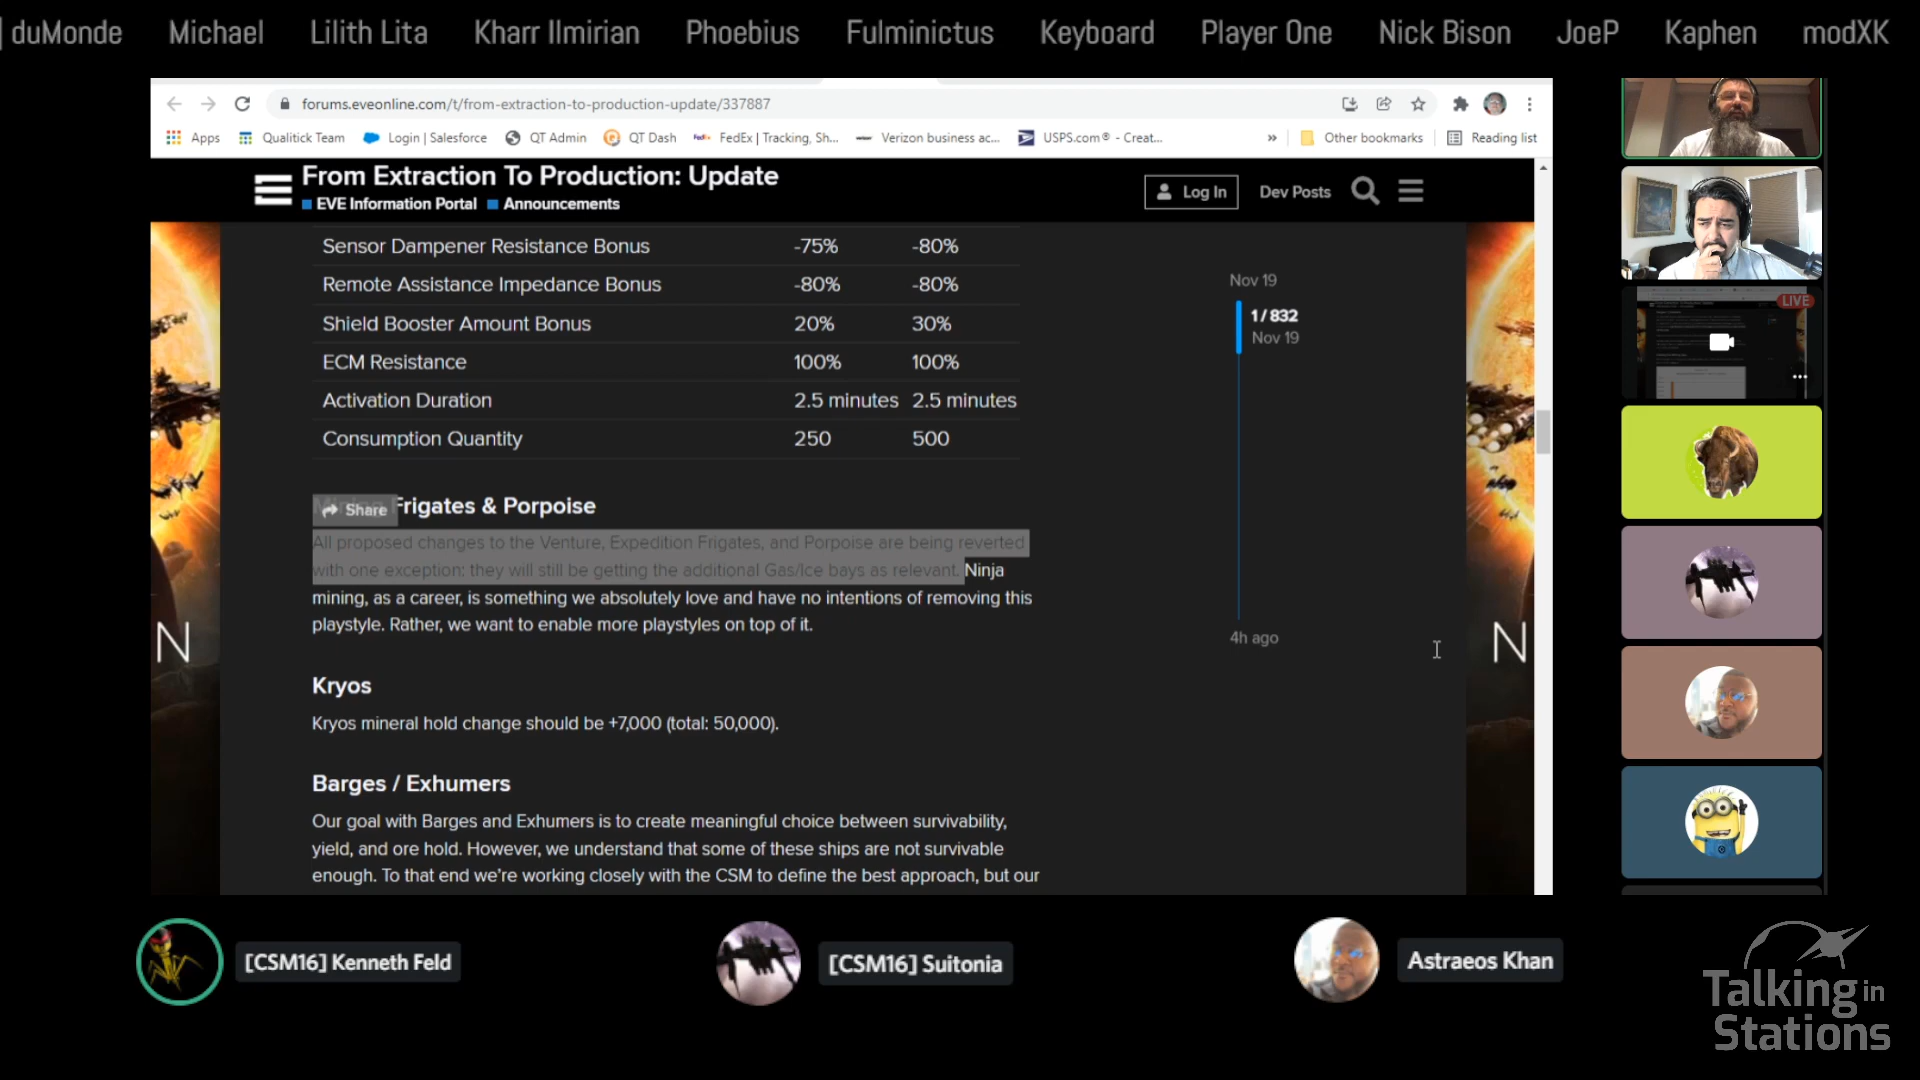 duMonde Michael Lilith Lita Kharr Ilmirian Phoebius Fulminictus Keyboard Player One Nick Bison JoeP Kaphen modXK
forums.eveonline.com/t/from-extraction-to-production-update/337887
Apps Qualitick Team Login | Salesforce QT Admin QT Dash FedEx | Tracking, Sh... Verizon business ac... USPS.com® - Creat... » Other bookmarks Reading list
From Extraction To Production: Update
EVE Information Portal Announcements
Log In Dev Posts
Sensor Dampener Resistance Bonus -75% -80%
Remote Assistance Impedance Bonus -80% -80%
Shield Booster Amount Bonus 20% 30%
ECM Resistance 100% 100%
Activation Duration 2.5 minutes 2.5 minutes
Consumption Quantity 250 500
Nov 19
1 / 832
Nov 19
4h ago
Share Frigates & Porpoise
All proposed changes to the Venture, Expedition Frigates, and Porpoise are being reverted
with one exception: they will still be getting the additional Gas/Ice bays as relevant. Ninja
mining, as a career, is something we absolutely love and have no intentions of removing this
playstyle. Rather, we want to enable more playstyles on top of it.
Kryos
Kryos mineral hold change should be +7,000 (total: 50,000).
Barges / Exhumers
Our goal with Barges and Exhumers is to create meaningful choice between survivability,
yield, and ore hold. However, we understand that some of these ships are not survivable
enough. To that end we're working closely with the CSM to define the best approach, but our
N
N
LIVE
[CSM16] Kenneth Feld
[CSM16] Suitonia
Astraeos Khan
Talking in
Stations